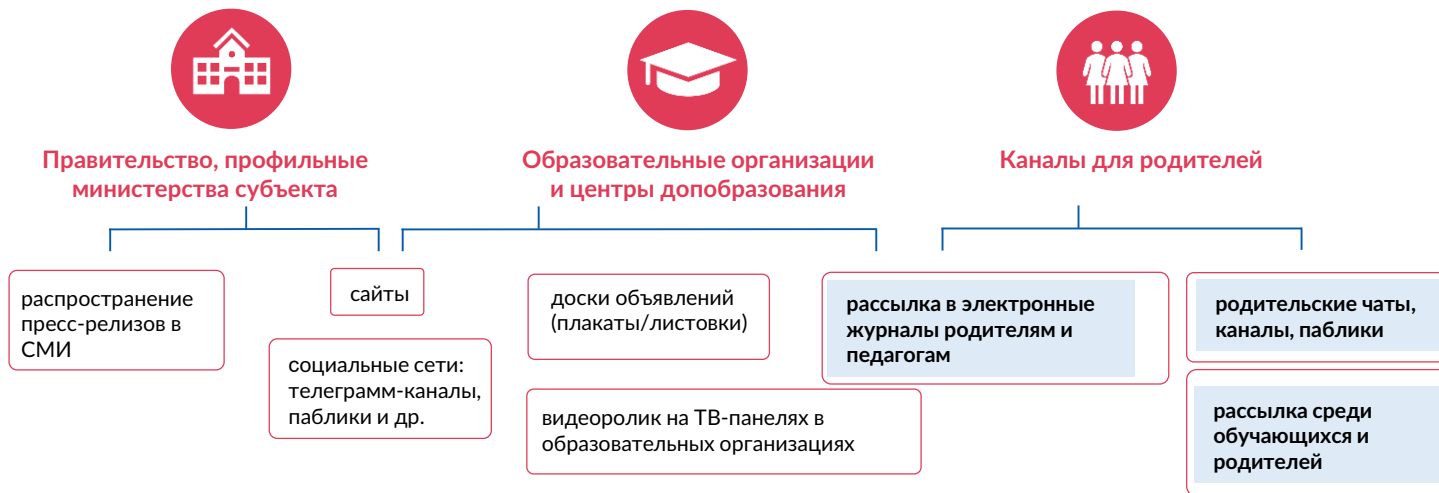 Правительство, профильные
министерства субъекта
Образовательные организации
и центры допобразования
Каналы для родителей
распространение
пресс-релизов в
СМИ
сайты
социальные сети:
телеграмм-каналы,
паблики и др.
доски объявлений
(плакаты/листовки)
видеоролик на ТВ-панелях в
образовательных организациях
рассылка в электронные
журналы родителям и
педагогам
родительские чаты,
каналы, паблики
рассылка среди
обучающихся и
родителей